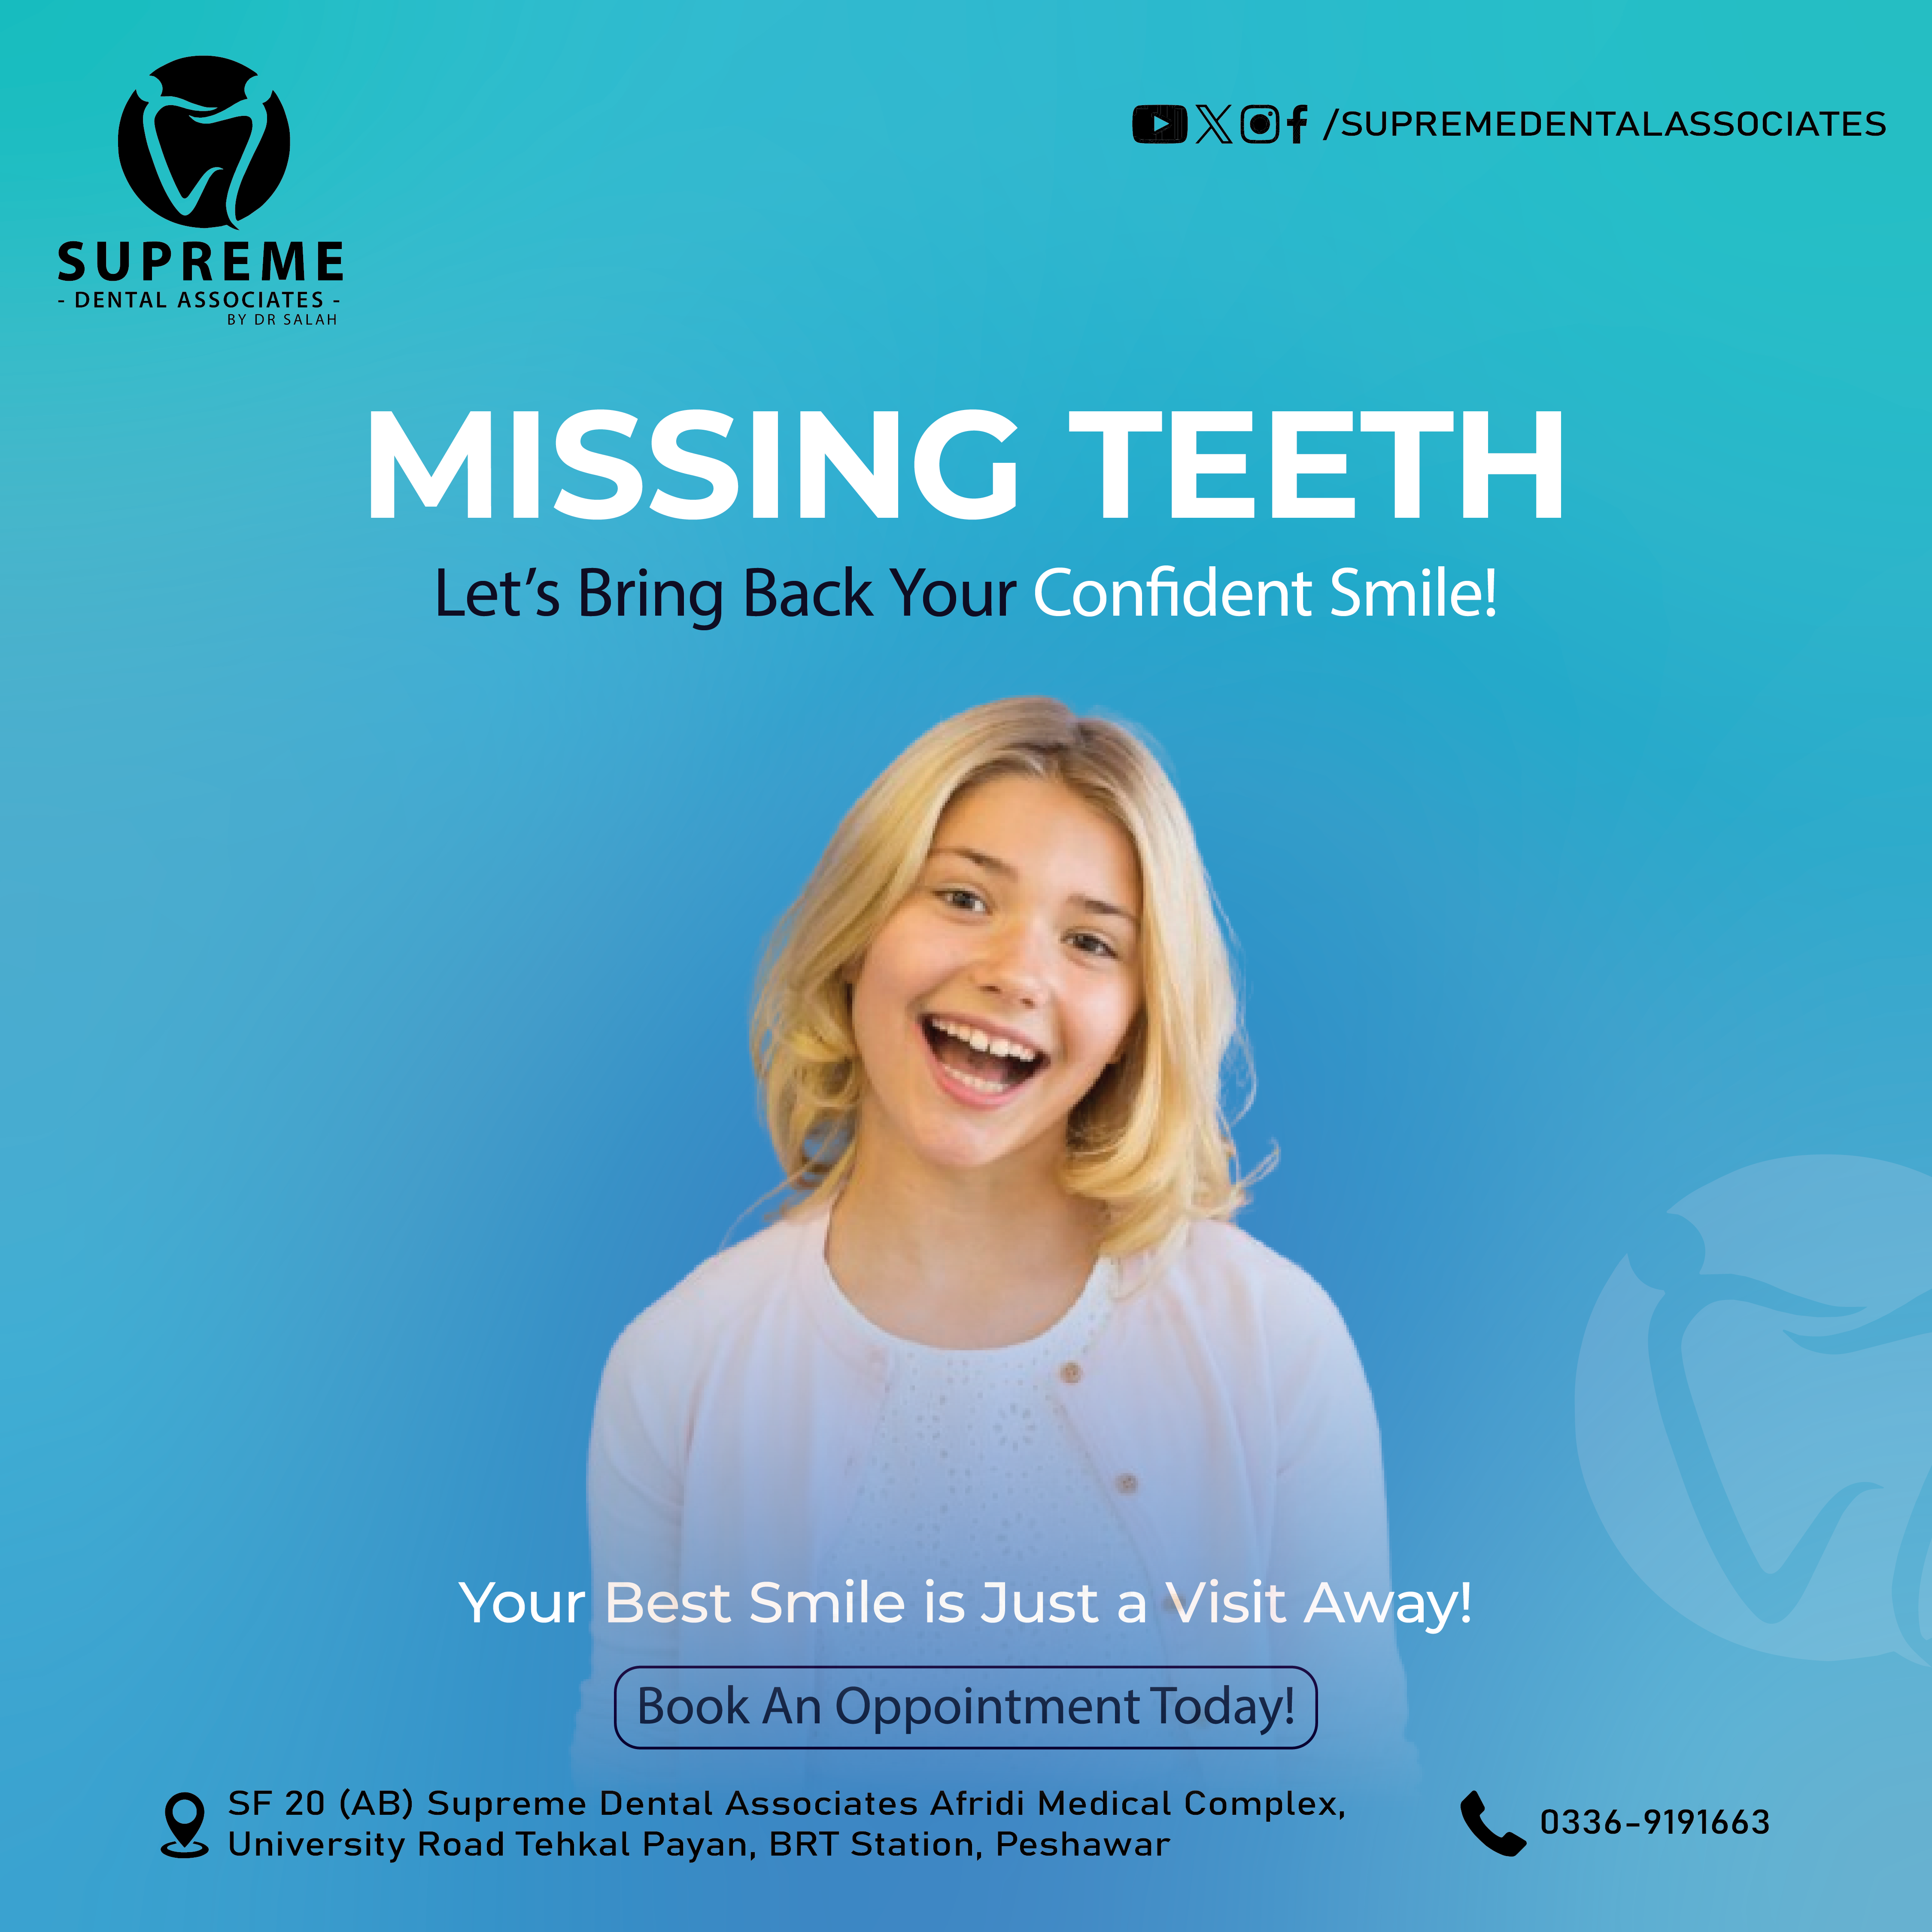 SUPREME
- DENTAL ASSOCIATES -
BY DR SALAH
/SUPREMEDENTALASSOCIATES
MISSING TEETH
Let's Bring Back Your Confident Smile!
Your Best Smile is Just a Visit Away!
Book An Oppointment Today!
SF 20 (AB) Supreme Dental Associates Afridi Medical Complex,
University Road Tehkal Payan, BRT Station, Peshawar
0336-9191663